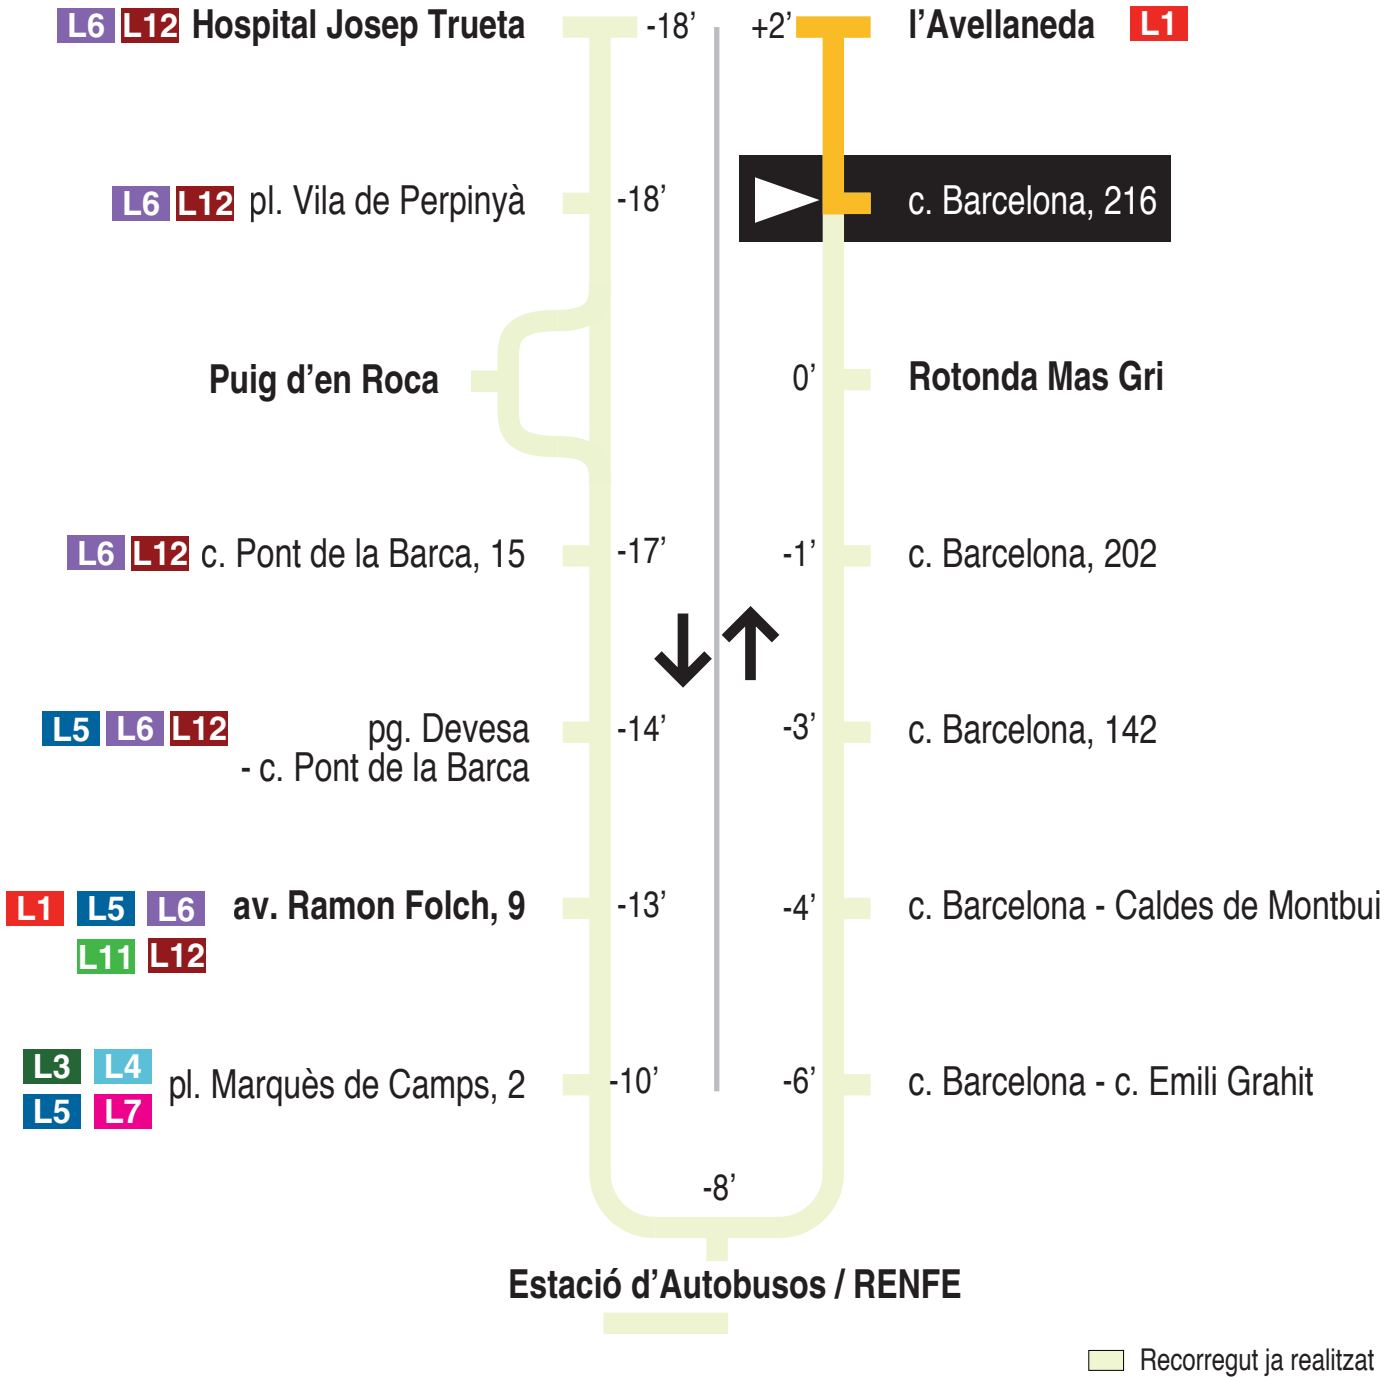 L6 L12 Hospital Josep Trueta -18’ +2’ l’Avellaneda L1
L6 L12 pl. Vila de Perpinyà -18’ c. Barcelona, 216
Puig d’en Roca 0’ Rotonda Mas Gri
L6 L12 c. Pont de la Barca, 15 -17’ -1’ c. Barcelona, 202
L5 L6 L12 pg. Devesa -14’ -3’ c. Barcelona, 142
- c. Pont de la Barca
L1 L5 L6 av. Ramon Folch, 9 -13’ -4’ c. Barcelona - Caldes de Montbui
L11 L12
L3 L4
pl. Marquès de Camps, 2 -10’ -6’ c. Barcelona - c. Emili Grahit
L5 L7
-8’
Estació d’Autobusos / RENFE
Recorregut ja realitzat